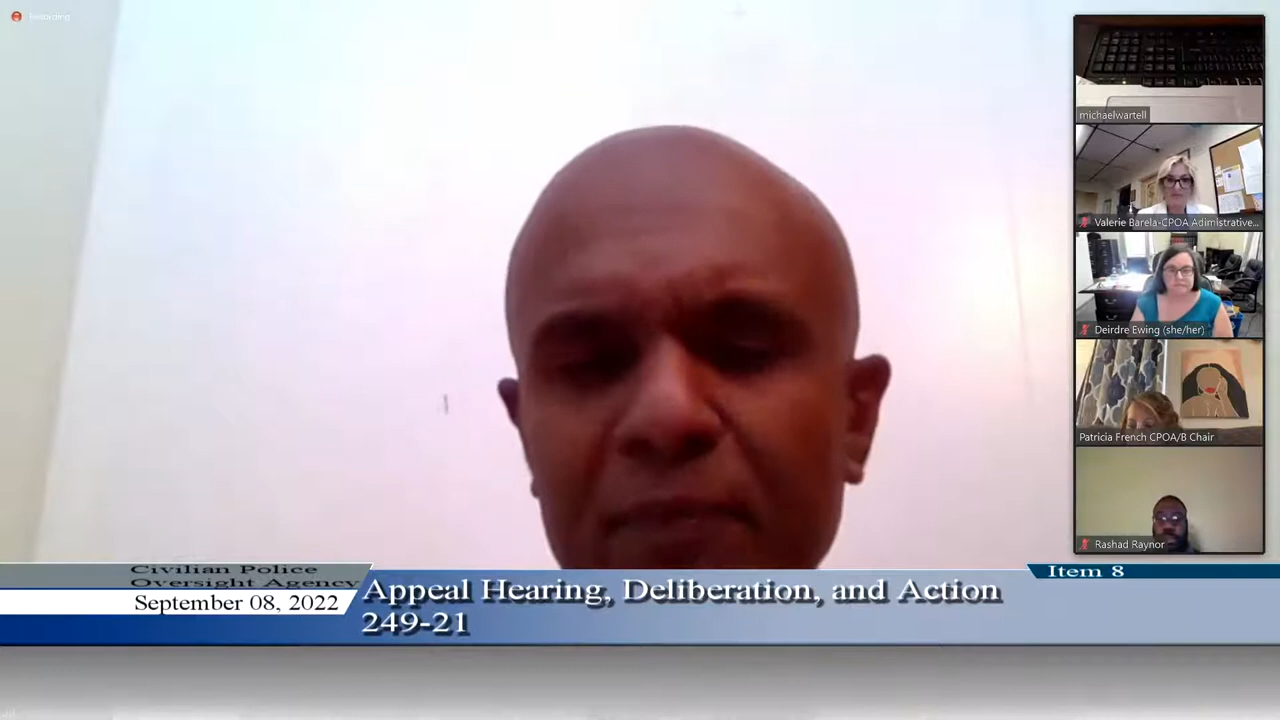 Recording
michaelwartell
Valerie Barela-CPOA Adimistrative...
Deirdre Ewing (she/her)
Patricia French CPOA/B Chair
Rashad Raynor
Civilian Police
Oversight Agency
September 08, 2022
Appeal Hearing, Deliberation, and Action
249-21
Item 8